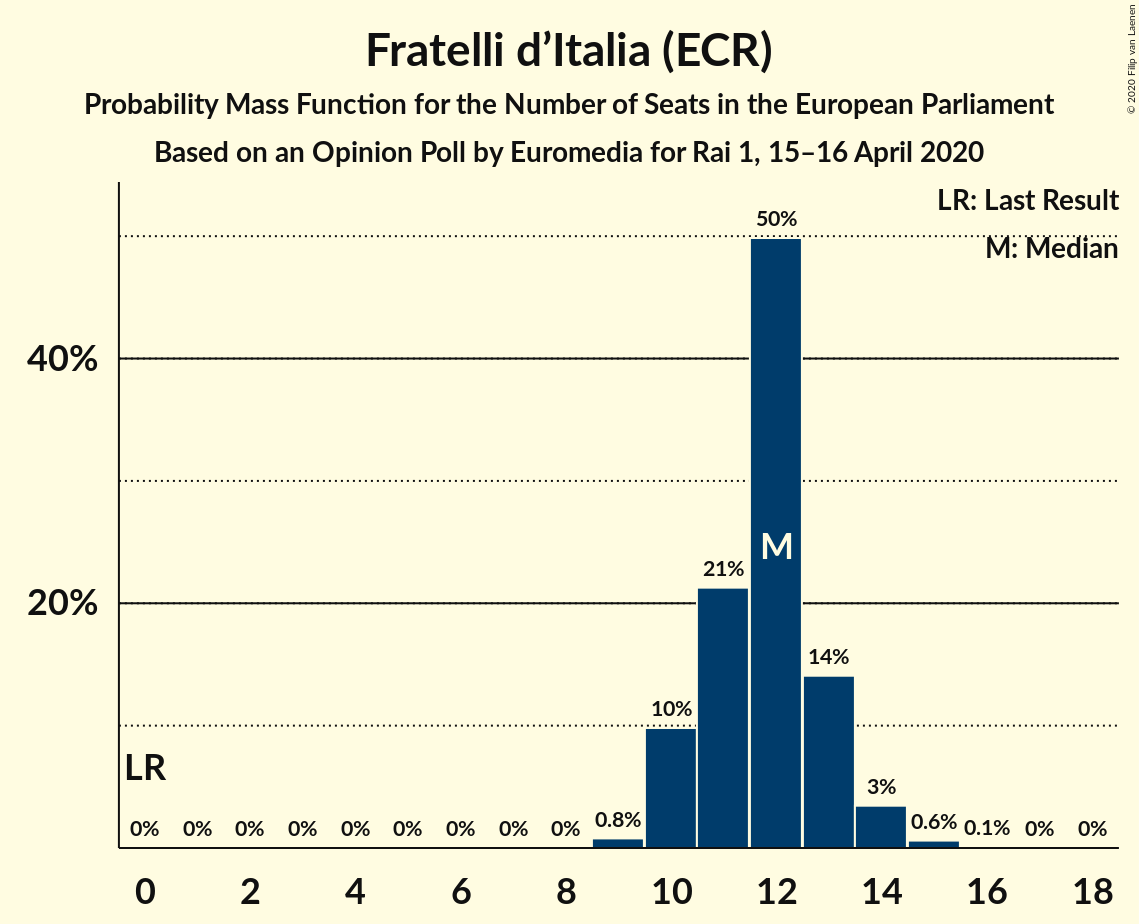 Fratelli d’Italia (ECR)
Probability Mass Function for the Number of Seats in the European Parliament
Based on an Opinion Poll by Euromedia for Rai 1, 15–16 April 2020
© 2020 Filip van Laenen
LR: Last Result
M: Median
50%
40%
M
21%
20%
14%
10%
LR
3%
0% 0% 0% 0% 0% 0% 0% 0% 0% 0.8% 0.6% 0.1% 0% 0%
0 2 4 6 8 10 12 14 16 18